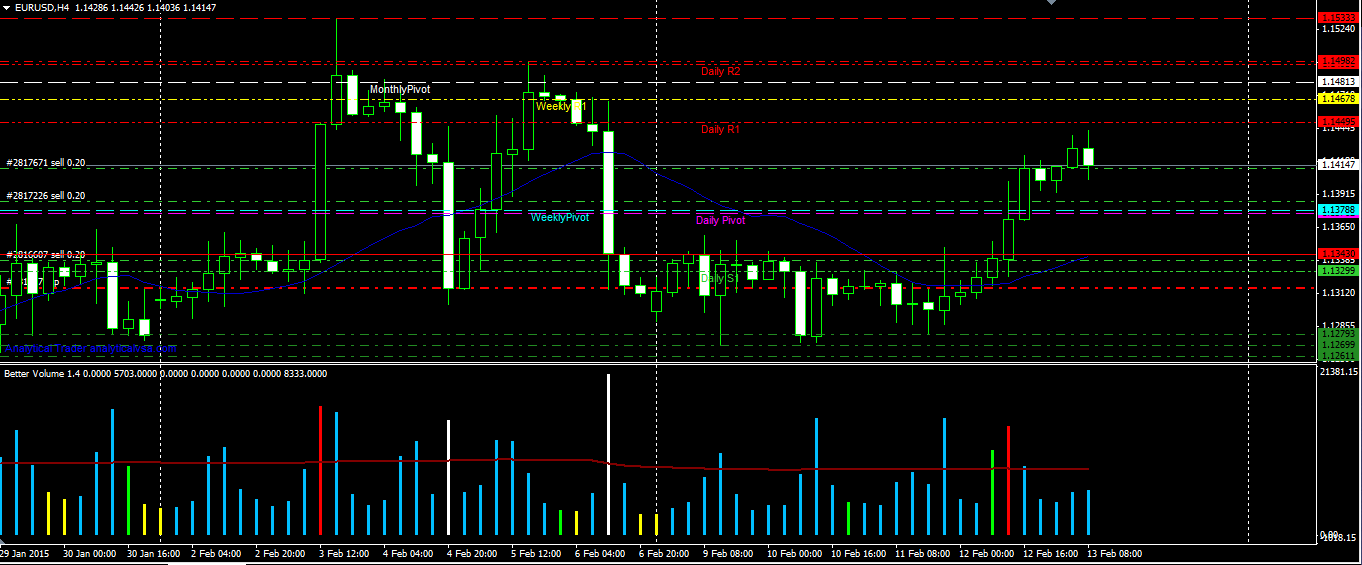 EURUSD,H4 1.14286 1.14426 1.14036 1.14147
1.15333
1.15240
1.14982
Daily R2
1.14813
MonthlyPivot
1.14678
Weekly R1
1.14495
Daily R1
1.14445
#2817671 sell 0.20
1.14147
1.13915
#2817226 sell 0.20
1.13788
WeeklyPivot
Daily Pivot
1.13650
#2816607 sell 0.20
1.13385
1.13299
Daily S1
1.13120
1.12855
1.12793
1.12699
1.12611
Better Volume 1.4 0.0000 5703.0000 0.0000 0.0000 0.0000 0.0000 8333.0000
21381.15
0.00
29 Jan 2015 30 Jan 00:00 30 Jan 16:00 2 Feb 04:00 2 Feb 20:00 3 Feb 12:00 4 Feb 04:00 4 Feb 20:00 5 Feb 12:00 6 Feb 04:00 6 Feb 20:00 9 Feb 08:00 10 Feb 00:00 10 Feb 16:00 11 Feb 08:00 12 Feb 00:00 12 Feb 16:00 13 Feb 08:00